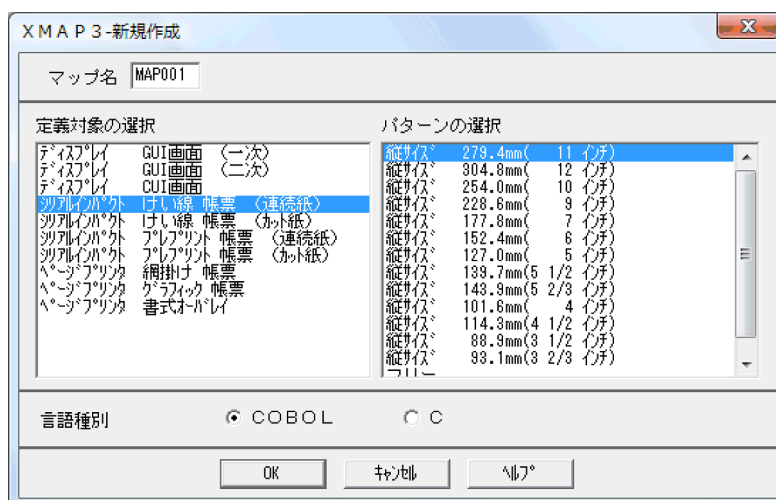 ＸＭＡＰ３-新規作成
マップ名 MAP001
定義対象の選択
ﾃﾞｨｽﾌﾟﾚｲ GUI画面 （一次）
ﾃﾞｨｽﾌﾟﾚｲ GUI画面 （二次）
ﾃﾞｨｽﾌﾟﾚｲ CUI画面
ｼﾘｱﾙｲﾝﾊﾟｸﾄ けい線 帳票 （連続紙）
ｼﾘｱﾙｲﾝﾊﾟｸﾄ けい線 帳票 （ｶｯﾄ紙）
ｼﾘｱﾙｲﾝﾊﾟｸﾄ ﾌﾟﾚﾌﾟﾘﾝﾄ 帳票 （連続紙）
ｼﾘｱﾙｲﾝﾊﾟｸﾄ ﾌﾟﾚﾌﾟﾘﾝﾄ 帳票 （ｶｯﾄ紙）
ﾍﾟｰｼﾞﾌﾟﾘﾝﾀ 網掛け 帳票
ﾍﾟｰｼﾞﾌﾟﾘﾝﾀ ｸﾞﾗﾌｨｯｸ 帳票
ﾍﾟｰｼﾞﾌﾟﾘﾝﾀ 書式ｵｰﾊﾞﾚｲ
パターンの選択
縦ｻｲｽﾞ 279.4mm( 11 ｲﾝﾁ)
縦ｻｲｽﾞ 304.8mm( 12 ｲﾝﾁ)
縦ｻｲｽﾞ 254.0mm( 10 ｲﾝﾁ)
縦ｻｲｽﾞ 228.6mm( 9 ｲﾝﾁ)
縦ｻｲｽﾞ 177.8mm( 7 ｲﾝﾁ)
縦ｻｲｽﾞ 152.4mm( 6 ｲﾝﾁ)
縦ｻｲｽﾞ 127.0mm( 5 ｲﾝﾁ)
縦ｻｲｽﾞ 139.7mm(5 1/2 ｲﾝﾁ)
縦ｻｲｽﾞ 143.9mm(5 2/3 ｲﾝﾁ)
縦ｻｲｽﾞ 101.6mm( 4 ｲﾝﾁ)
縦ｻｲｽﾞ 114.3mm(4 1/2 ｲﾝﾁ)
縦ｻｲｽﾞ 88.9mm(3 1/2 ｲﾝﾁ)
縦ｻｲｽﾞ 93.1mm(3 2/3 ｲﾝﾁ)
フリー
言語種別 ＣＯＢＯＬ Ｃ
OK ｷｬﾝｾﾙ ﾍﾙﾌﾟ